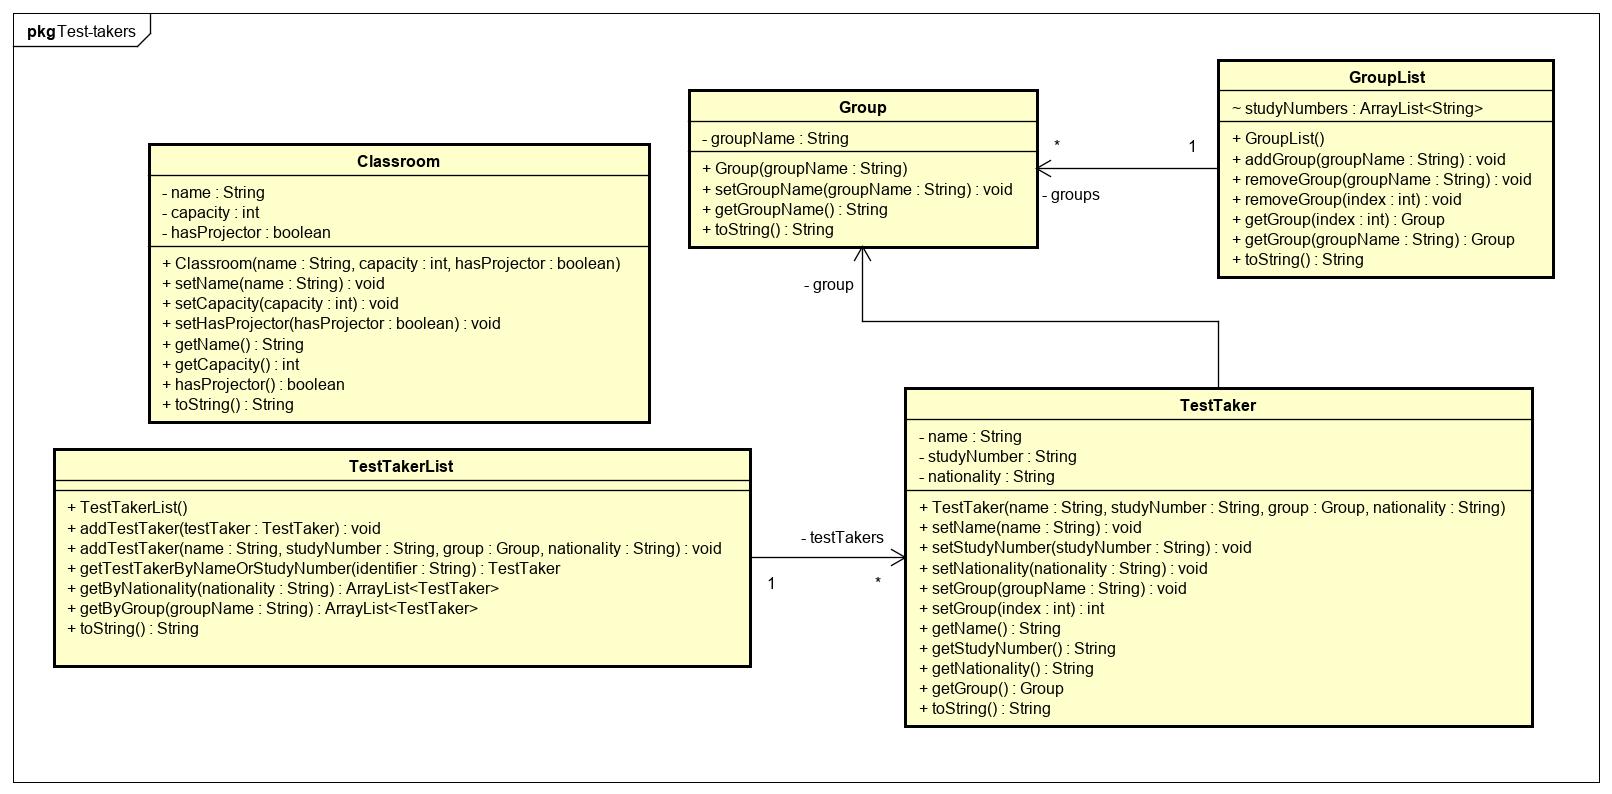 pkg Test-takers
Classroom
- name : String
- capacity : int
- hasProjector : boolean
+ Classroom(name : String, capacity : int, hasProjector : boolean)
+ setName(name : String) : void
+ setCapacity(capacity : int) : void
+ setHasProjector(hasProjector : boolean) : void
+ getName() : String
+ getCapacity() : int
+ hasProjector() : boolean
+ toString() : String
Group
- groupName : String
+ Group(groupName : String)
+ setGroupName(groupName : String) : void
+ getGroupName() : String
+ toString() : String
*
1
- groups
GroupList
~ studyNumbers : ArrayList<String>
+ GroupList()
+ addGroup(groupName : String) : void
+ removeGroup(groupName : String) : void
+ removeGroup(index : int) : void
+ getGroup(index : int) : Group
+ getGroup(groupName : String) : Group
+ toString() : String
- group
TestTakerList
+ TestTakerList()
+ addTestTaker(testTaker : TestTaker) : void
+ addTestTaker(name : String, studyNumber : String, group : Group, nationality : String) : void
+ getTestTakerByNameOrStudyNumber(identifier : String) : TestTaker
+ getByNationality(nationality : String) : ArrayList<TestTaker>
+ getByGroup(groupName : String) : ArrayList<TestTaker>
+ toString() : String
- testTakers
1
*
TestTaker
- name : String
- studyNumber : String
- nationality : String
+ TestTaker(name : String, studyNumber : String, group : Group, nationality : String)
+ setName(name : String) : void
+ setStudyNumber(studyNumber : String) : void
+ setNationality(nationality : String) : void
+ setGroup(groupName : String) : void
+ setGroup(index : int) : int
+ getName() : String
+ getStudyNumber() : String
+ getNationality() : String
+ getGroup() : Group
+ toString() : String